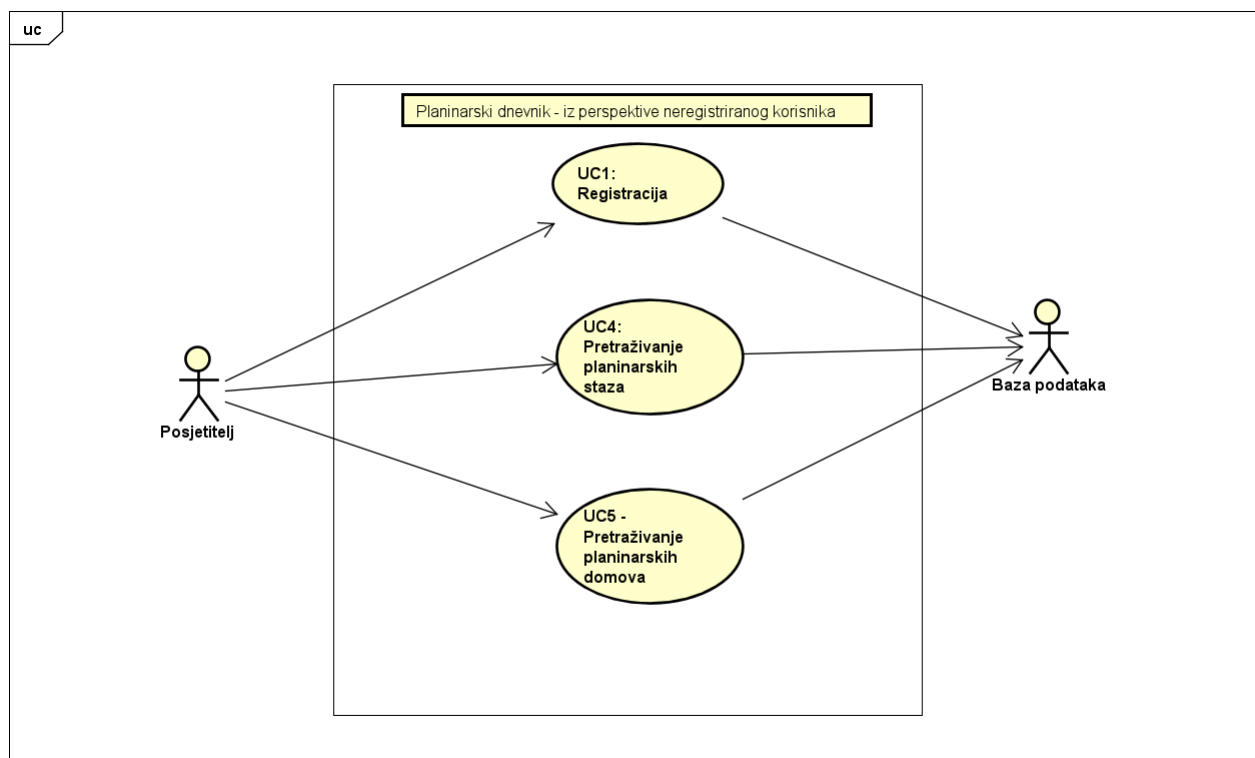 uc
Planinarski dnevnik - iz perspektive neregistriranog korisnika
UC1:
Registracija
UC4:
Pretraživanje
planinarskih
staza
Baza podataka
Posjetitelj
UC5 -
Pretraživanje
planinarskih
domova